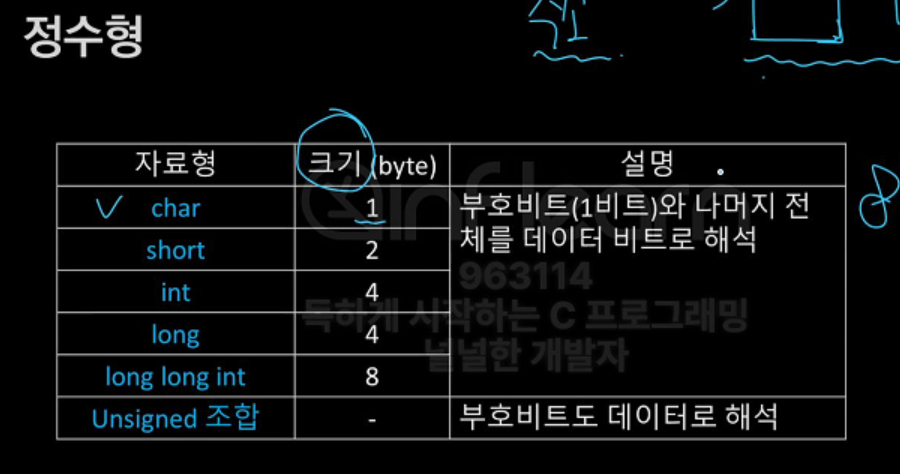 정수형
자료형 크기 (byte) 설명
char 1 부호비트(1비트)와 나머지 전
체를 데이터 비트로 해석
short 2
int 4
long 4
long long int 8
Unsigned 조합 - 부호비트도 데이터로 해석
inflearn
963114
독하게 시작하는 C 프로그래밍
널널한 개발자